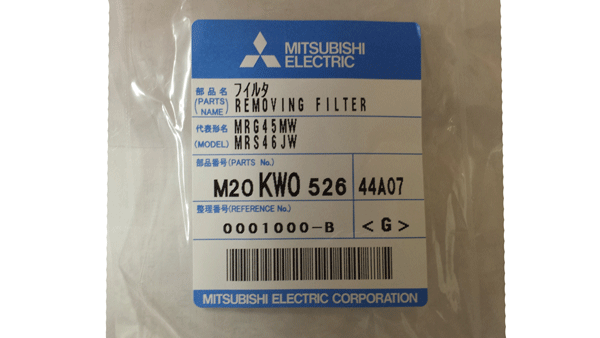 MITSUBISHI
ELECTRIC
部品名 フイルタ
(PARTS NAME) REMOVING FILTER
代表形名 MRG45MW
(MODEL) MRS46JW
部品番号(PARTS No.)
M20 KW0 526 44A07
整理番号(REFERENCE No.)
0001000-B <G>
MITSUBISHI ELECTRIC CORPORATION